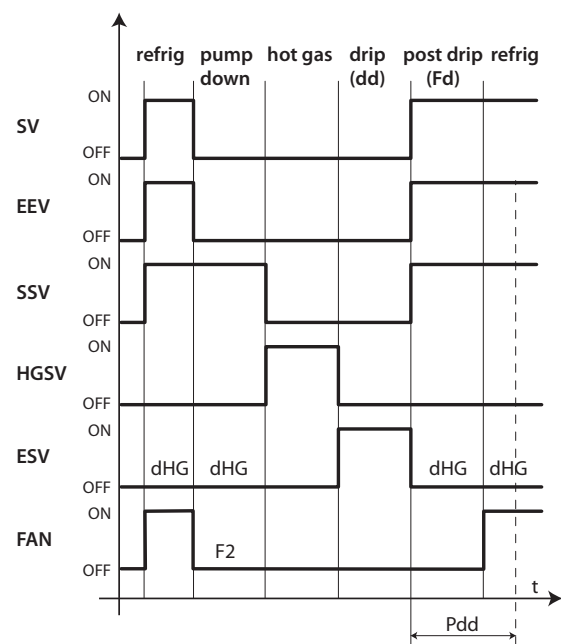 refrig pump down hot gas drip (dd) post drip (Fd) refrig
SV
ON
OFF
EEV
ON
OFF
SSV
ON
OFF
HGSV
ON
OFF
ESV
ON
OFF
dHG dHG dHG dHG
FAN
ON
OFF
F2
t
Pdd